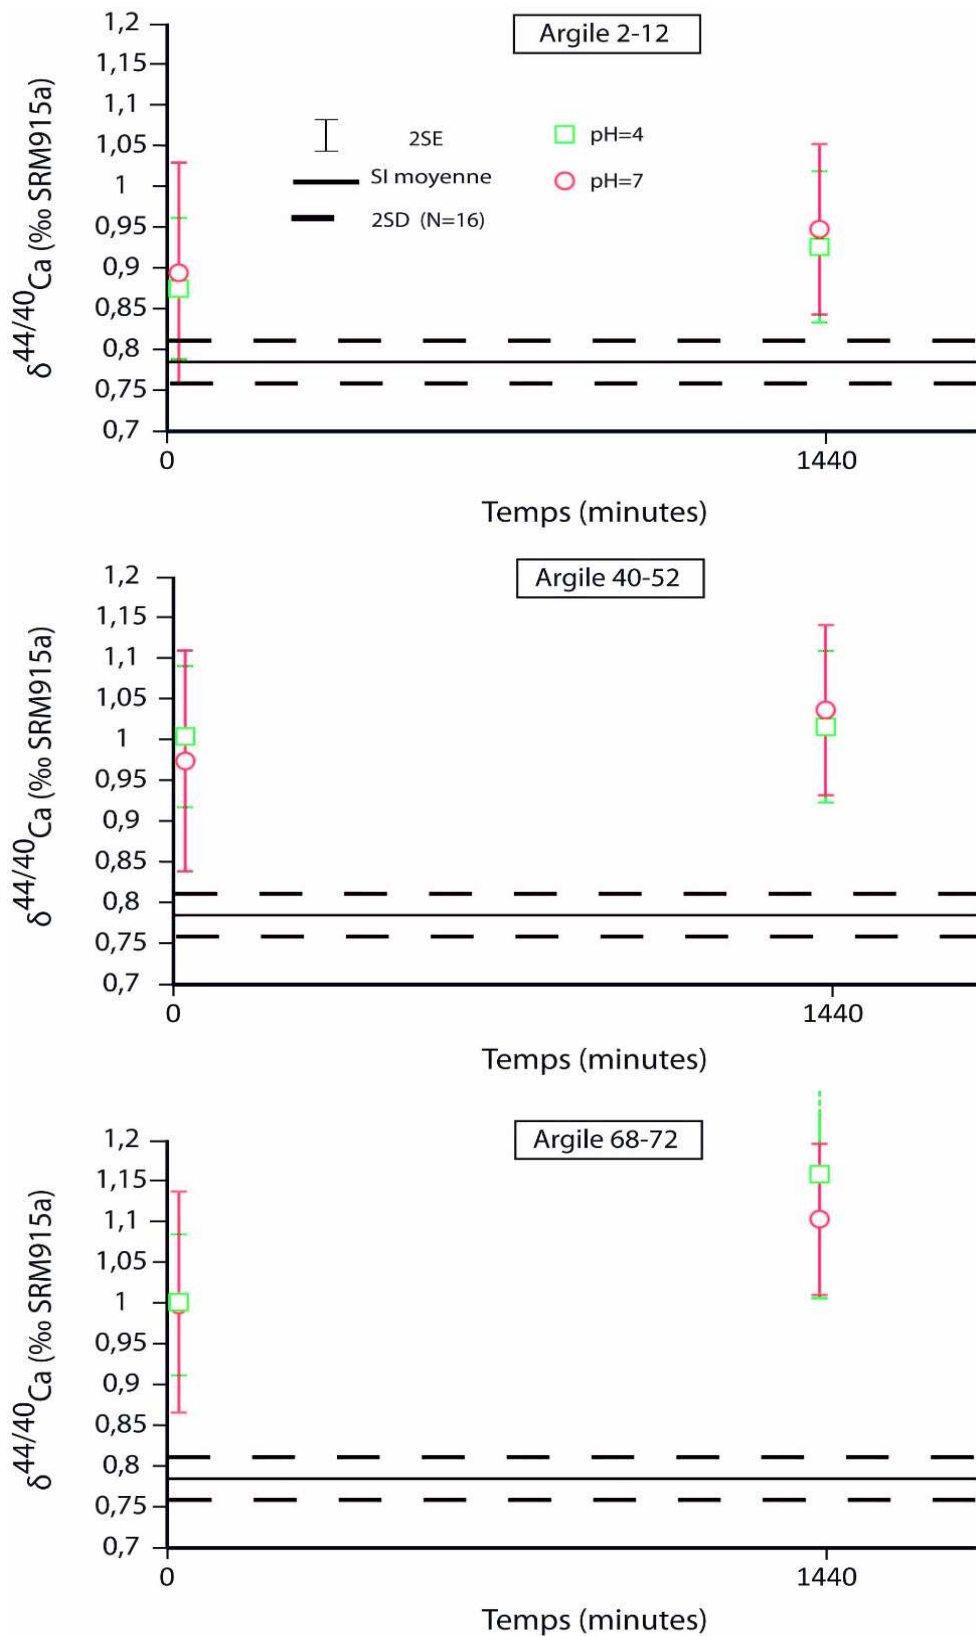 Argile 2-12
δ44/40Ca (‰ SRM915a)
1,2
1,15
1,1
1,05
1
0,95
0,9
0,85
0,8
0,75
0,7
2SE
SI moyenne
2SD (N=16)
pH=4
pH=7
0
1440
Temps (minutes)
Argile 40-52
δ44/40Ca (‰ SRM915a)
1,2
1,15
1,1
1,05
1
0,95
0,9
0,85
0,8
0,75
0,7
0
1440
Temps (minutes)
Argile 68-72
δ44/40Ca (‰ SRM915a)
1,2
1,15
1,1
1,05
1
0,95
0,9
0,85
0,8
0,75
0,7
0
1440
Temps (minutes)